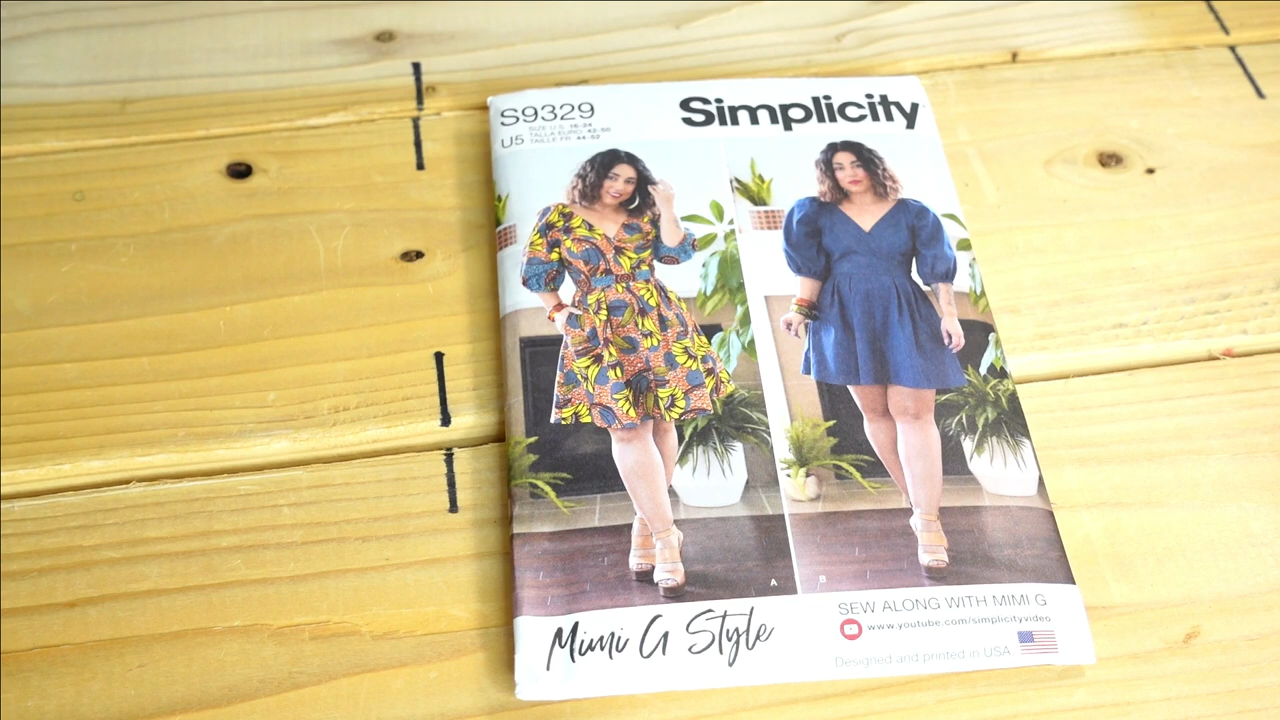 S9329
Simplicity
U5
SIZE U.S. 16-24
TALLA EURO. 42-50
TAILLE FR. 44-52
A
B
Mimi G Style
SEW ALONG WITH MIMI G
www.youtube.com/simplicityvideo
Designed and printed in USA